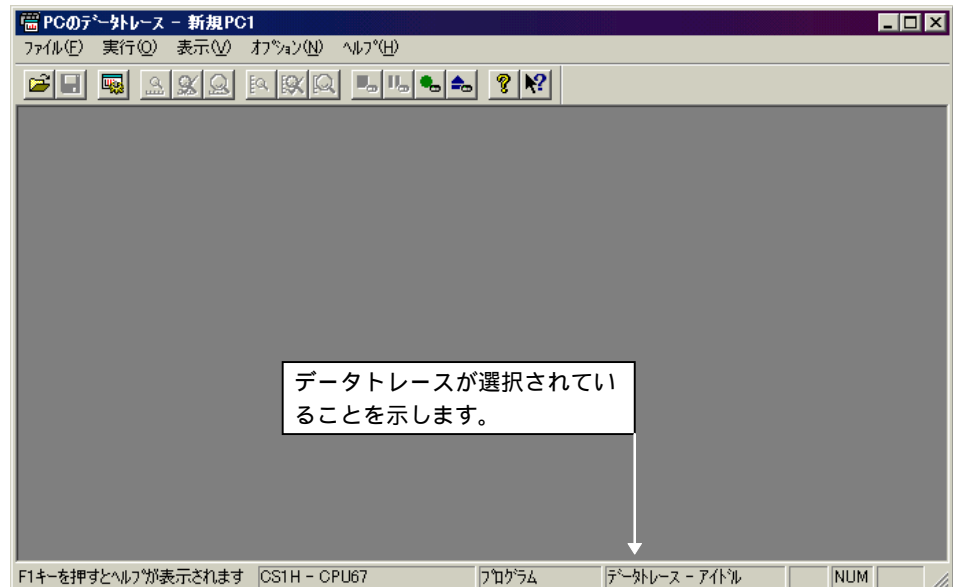 PCのﾃﾞｰﾀﾄﾚｰｽ - 新規PC1
ﾌｧｲﾙ(F) 実行(O) 表示(V) ｵﾌﾟｼｮﾝ(N) ﾍﾙﾌﾟ(H)
データトレースが選択されてい
ることを示します。
F1キーを押すとﾍﾙﾌﾟが表示されます CS1H - CPU67 ﾌﾟﾛｸﾞﾗﾑ ﾃﾞｰﾀﾄﾚｰｽ - ｱｲﾄﾞﾙ NUM